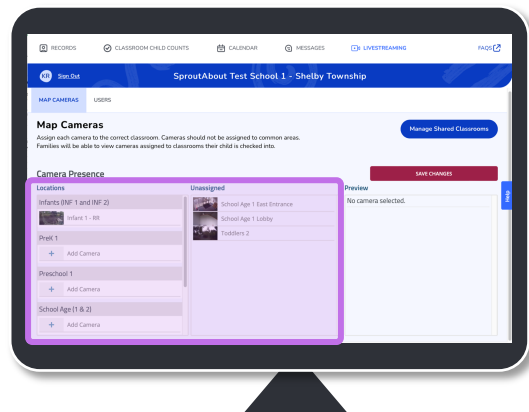 RECORDS
CLASSROOM CHILD COUNTS
CALENDAR
MESSAGES
LIVESTREAMING
FAQS
KR
Sign Out
SproutAbout Test School 1 - Shelby Township
MAP CAMERAS
USERS
Map Cameras
Assign each camera to the correct classroom. Cameras should not be assigned to common areas.
Families will be able to view cameras assigned to classrooms their child is checked into.
Manage Shared Classrooms
Camera Presence
SAVE CHANGES
Help
Locations
Infants (INF 1 and INF 2)
Infant 1 - RR
PreK 1
+ Add Camera
Preschool 1
+ Add Camera
School Age (1 & 2)
+ Add Camera
Unassigned
School Age 1 East Entrance
School Age 1 Lobby
Toddlers 2
Preview
No camera selected.